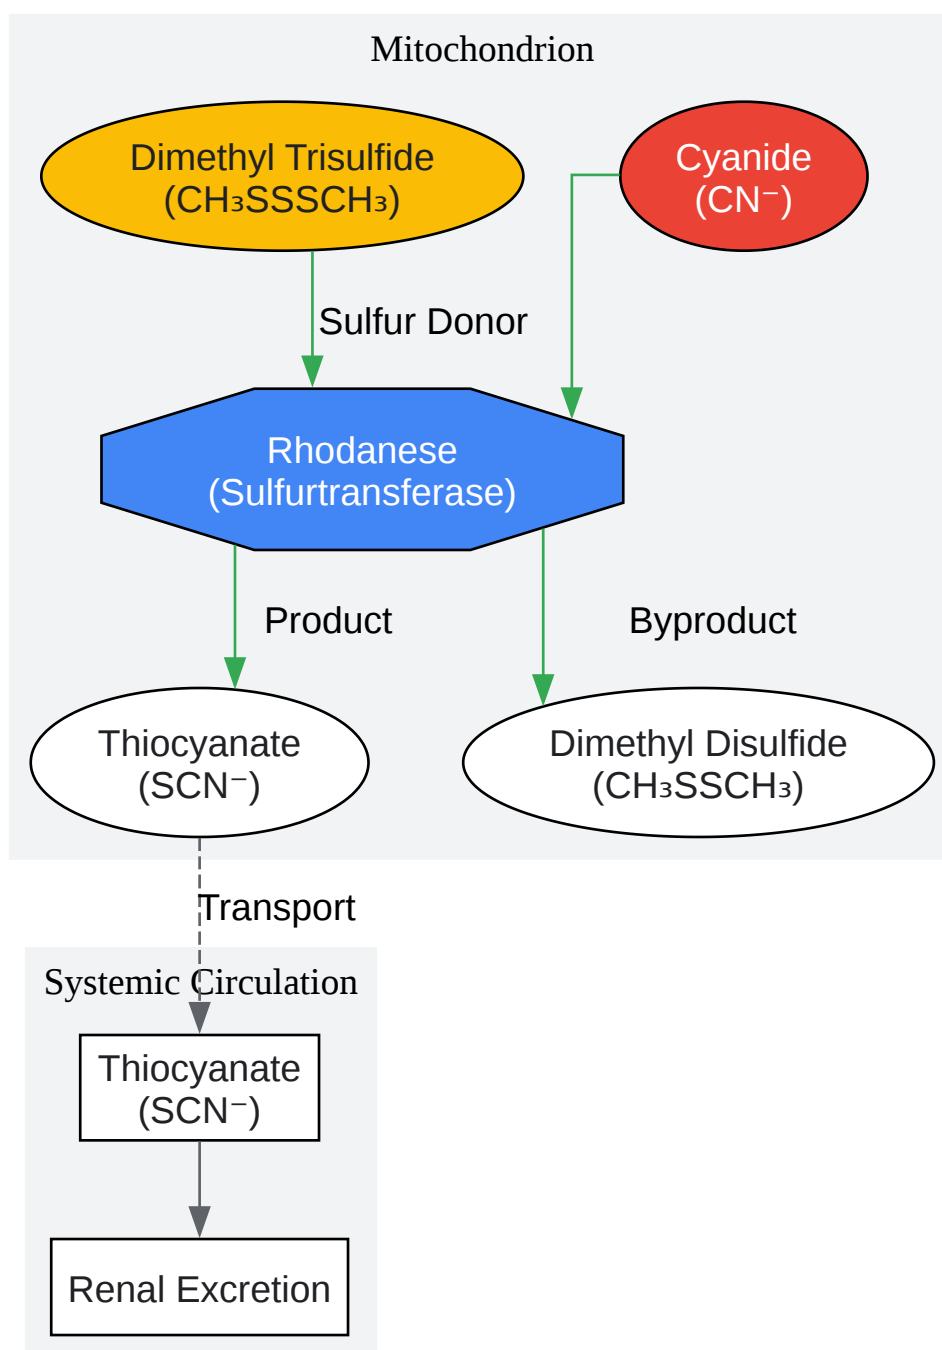 Mitochondrion
Dimethyl Trisulfide
(CH₃SSSCH₃)
Cyanide
(CN⁻)
Sulfur Donor
Rhodanese
(Sulfurtransferase)
Product
Byproduct
Thiocyanate
(SCN⁻)
Dimethyl Disulfide
(CH₃SSCH₃)
Transport
Systemic Circulation
Thiocyanate
(SCN⁻)
Renal Excretion